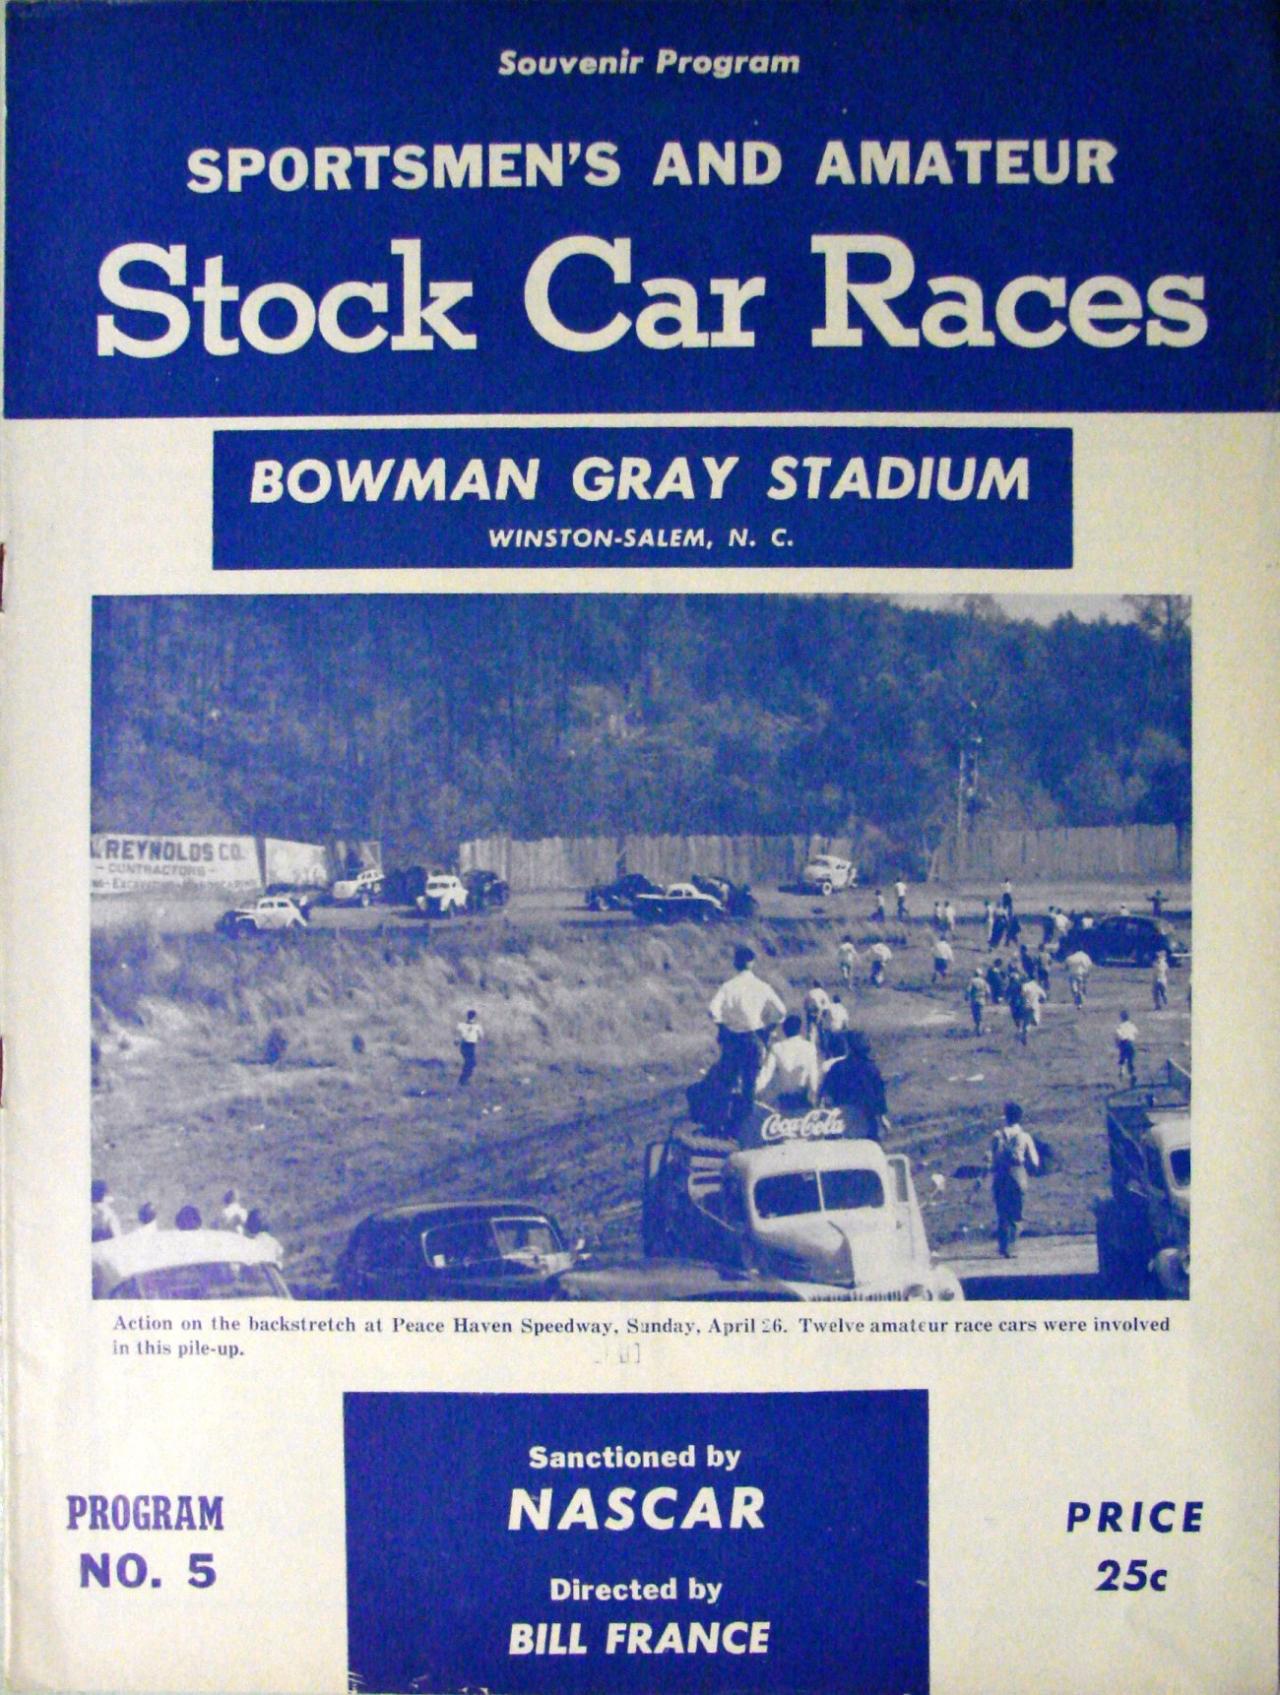 Souvenir Program
SPORTSMEN'S AND AMATEUR
Stock Car Races
BOWMAN GRAY STADIUM
WINSTON-SALEM, N. C.
REYNOLDS CO.
-CONTRACTORS-
Coca-Cola
Action on the backstretch at Peace Haven Speedway, Sunday, April 26. Twelve amateur race cars were involved
in this pile-up.
PROGRAM
NO. 5
Sanctioned by
NASCAR
Directed by
BILL FRANCE
PRICE
25c